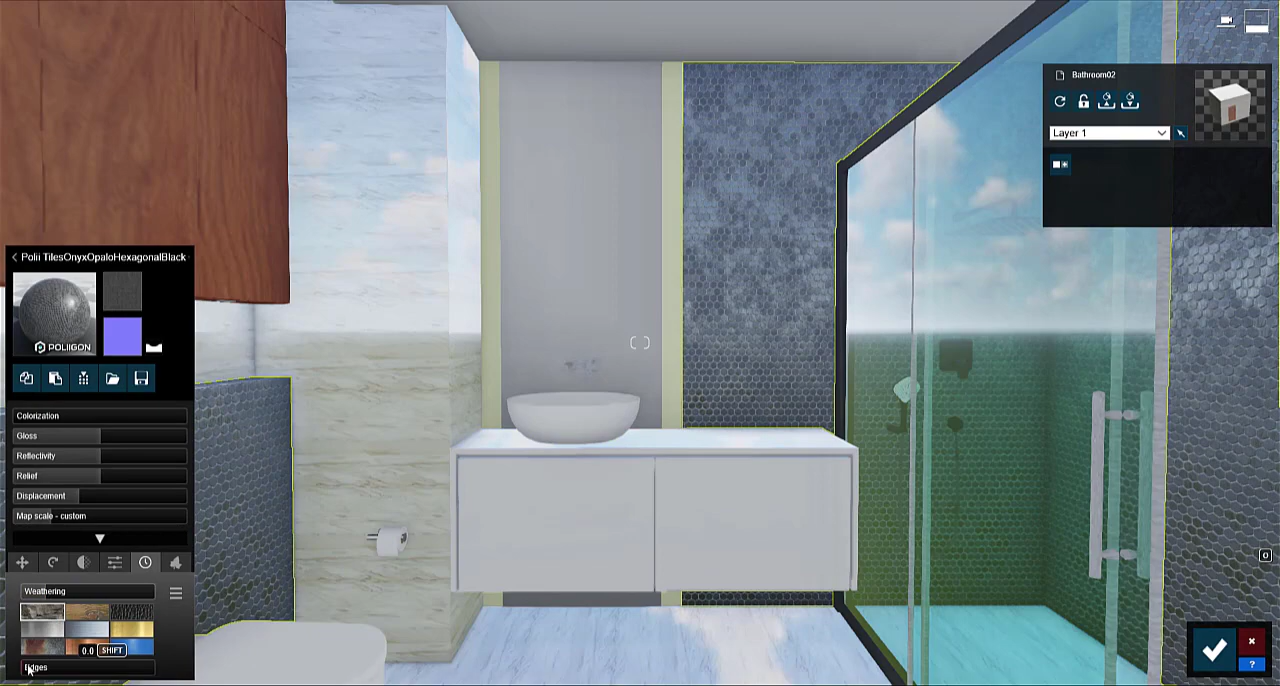 Bathroom02
Layer 1
Polii TilesOnyxOpaloHexagonalBlack
POLIIGON
Colorization
Gloss
Reflectivity
Relief
Displacement
Map scale - custom
Weathering
0.0 SHIFT
Edges
?